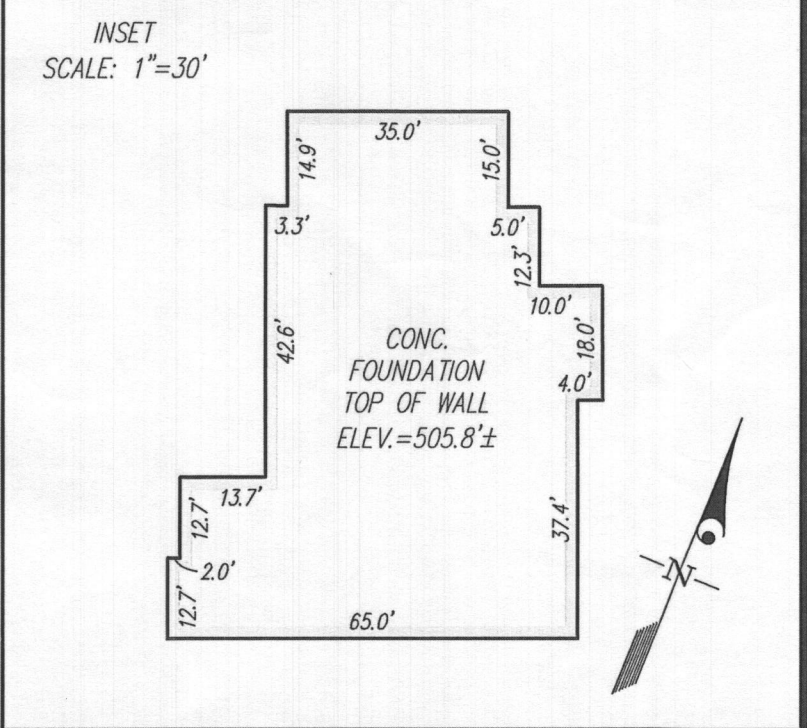 INSET
SCALE: 1"=30'
35.0'
14.9'
15.0'
3.3'
5.0'
12.3'
10.0'
42.6'
18.0'
CONC.
FOUNDATION
TOP OF WALL
ELEV.=505.8'±
4.0'
13.7'
12.7'
37.4'
2.0'
12.7'
65.0'
N